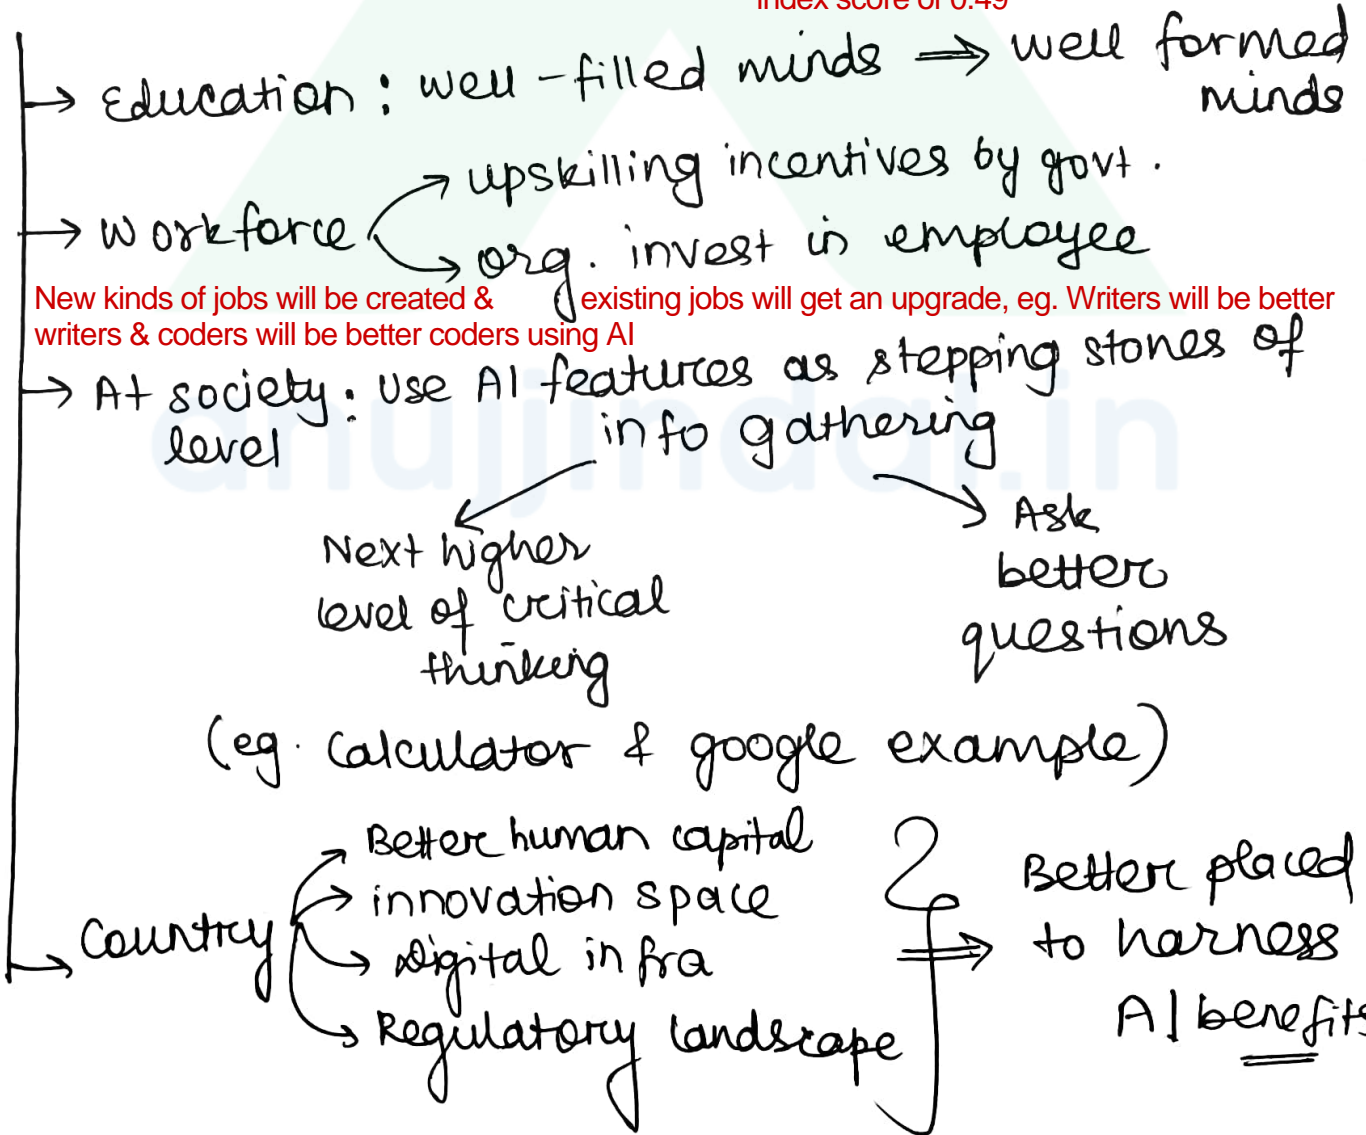 index score of 0.49
→ Education : well-filled minds ⇒ well formed
minds
→ upskilling incentives by govt.
→ Workforce
→ org. invest in employee
New kinds of jobs will be created & existing jobs will get an upgrade, eg. Writers will be better
writers & coders will be better coders using AI
→ At society : Use AI features as stepping stones of
level info gathering
anujjindal.in
Next higher
level of critical
thinking
Ask
better
questions
(eg. Calculator & google example)
→ Better human capital
→ innovation space
→ Country
→ Digital infra
→ Regulatory landscape
⇒ Better placed
to harness
AI benefits